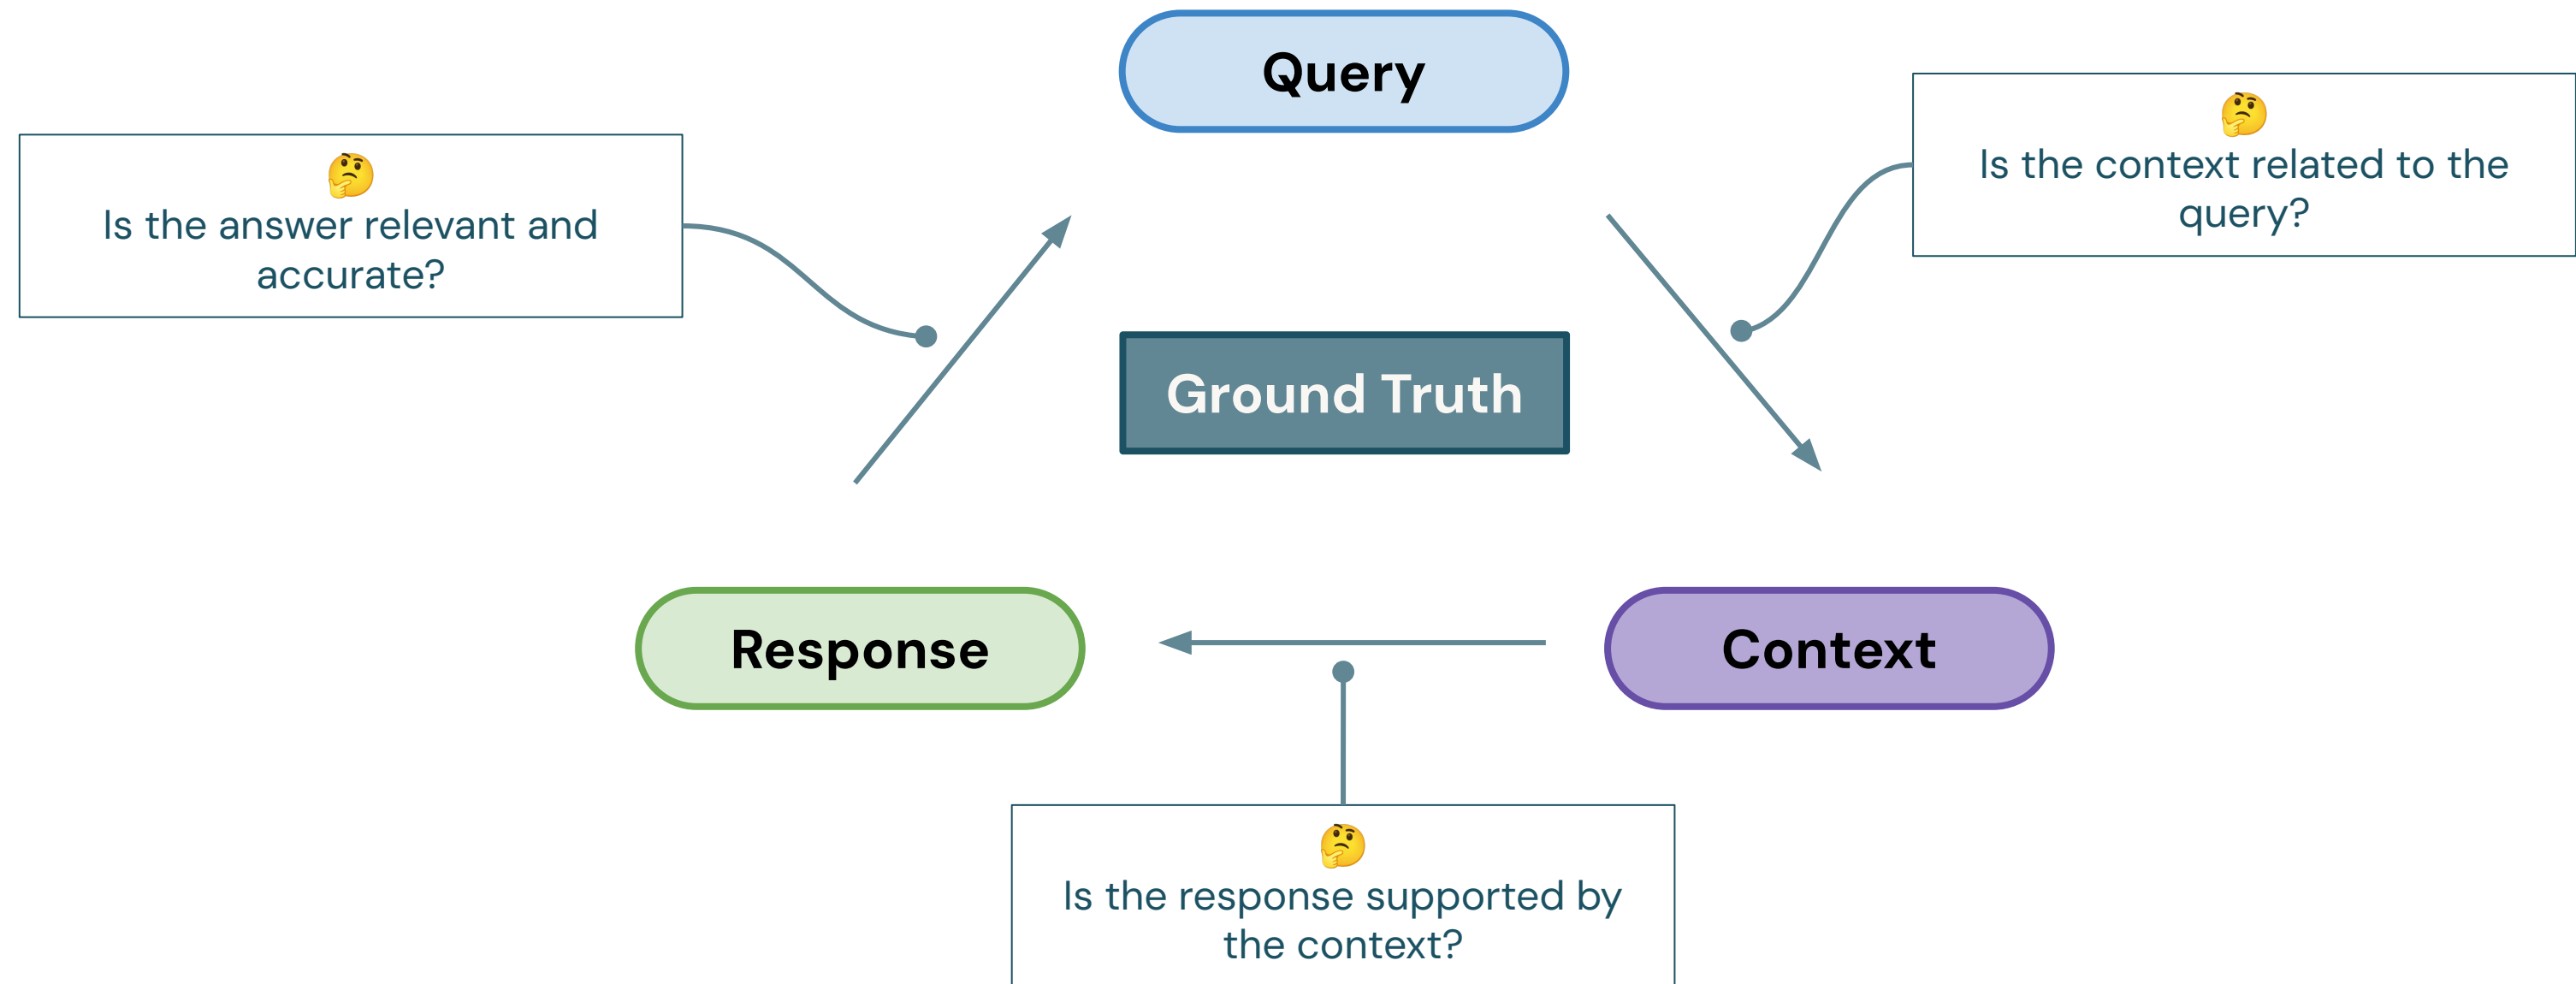 Query
🤔
Is the context related to the
query?
🤔
Is the answer relevant and
accurate?
Ground Truth
Response
Context
🤔
Is the response supported by
the context?